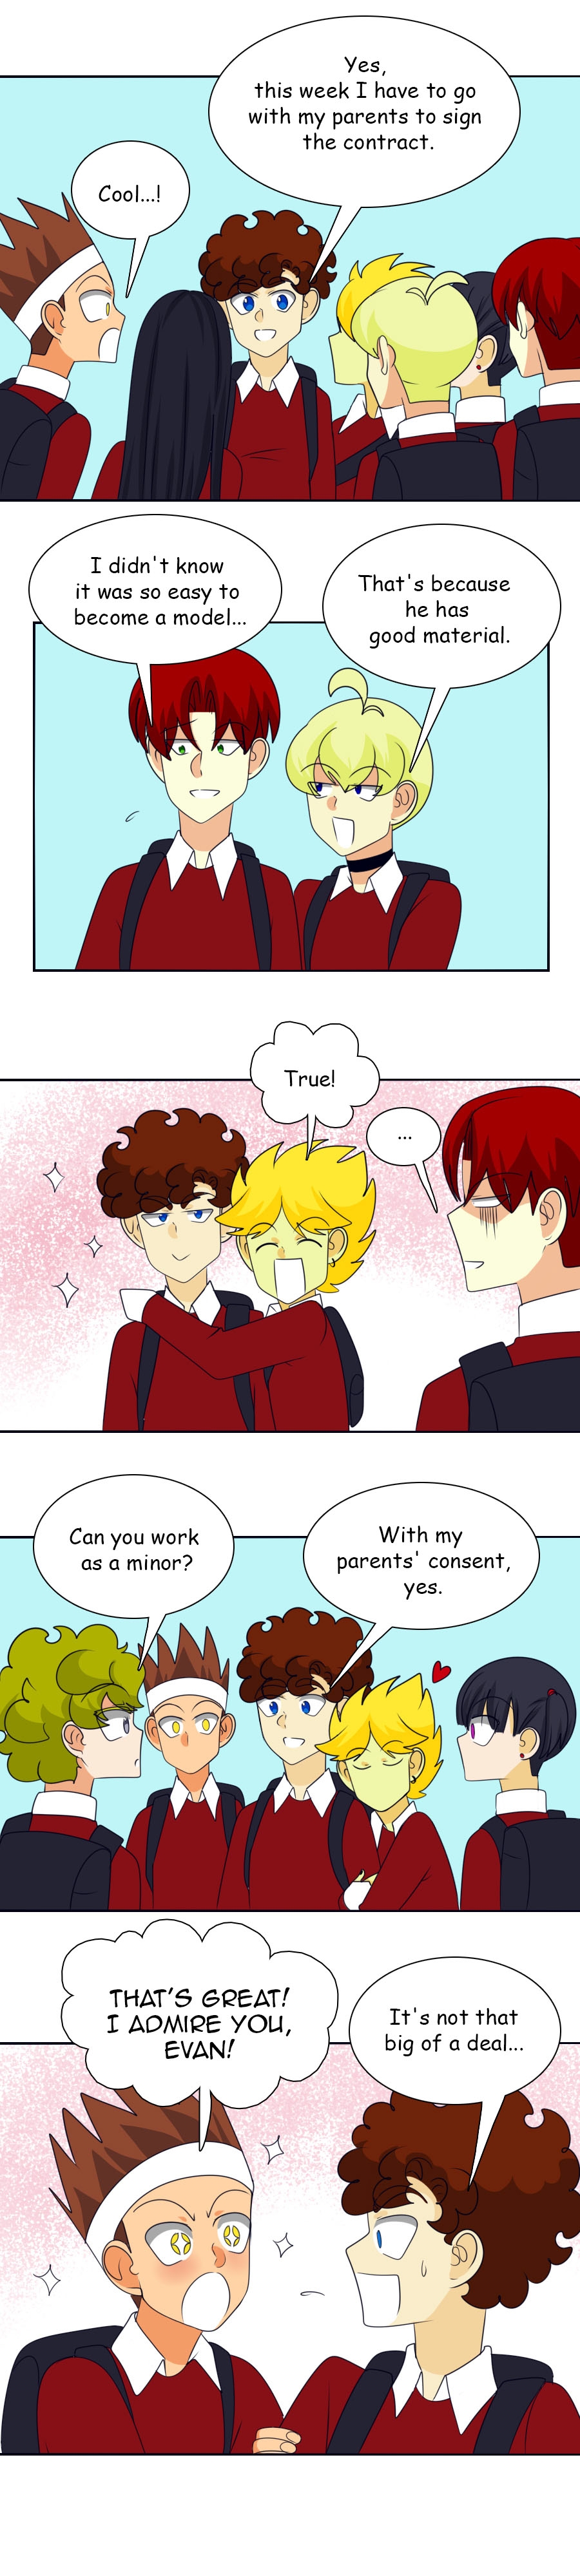 Yes,
this week I have to go
with my parents to sign
the contract.
Cool...!
I didn't know
it was so easy to
become a model...
That's because
he has
good material.
True!
...
Can you work
as a minor?
With my
parents' consent,
yes.
THAT'S GREAT!
I ADMIRE YOU,
EVAN!
It's not that
big of a deal...